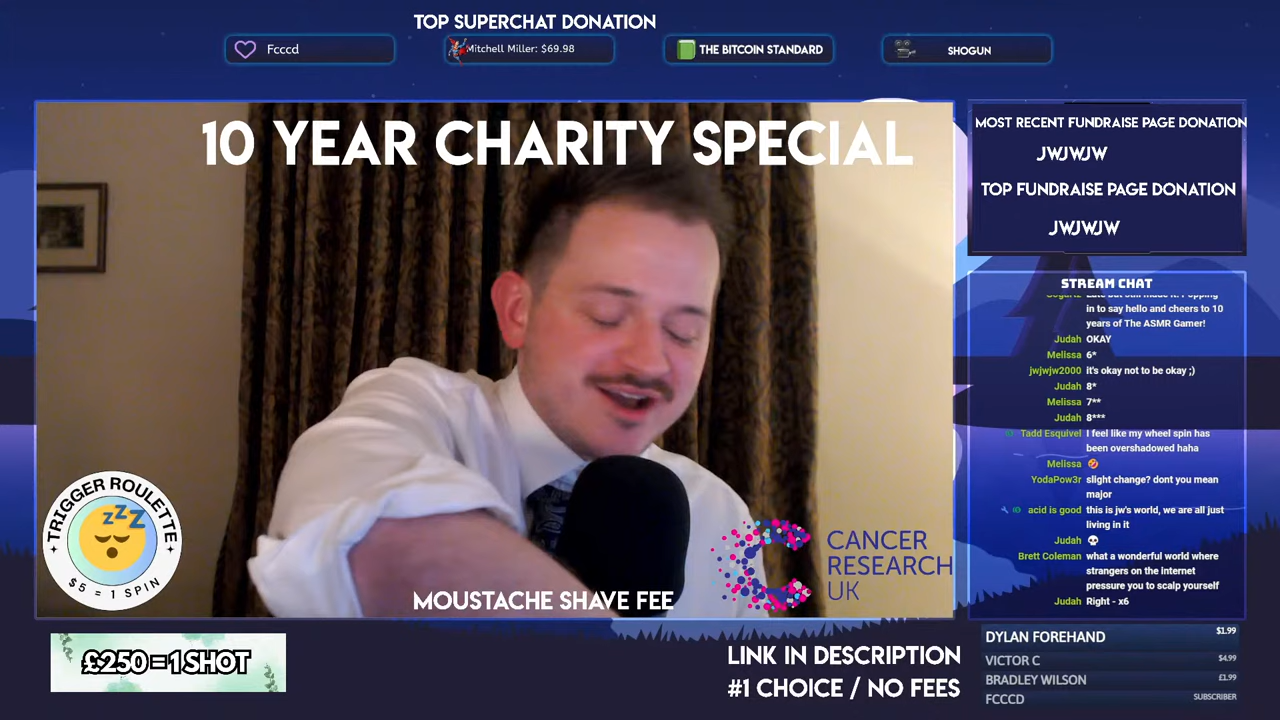 TOP SUPERCHAT DONATION
Fcccd
Mitchell Miller: $69.98
THE BITCOIN STANDARD
SHOGUN
10 YEAR CHARITY SPECIAL
MOST RECENT FUNDRAISE PAGE DONATION
JWJWJW
TOP FUNDRAISE PAGE DONATION
JWJWJW
STREAM CHAT
in to say hello and cheers to 10
years of The ASMR Gamer!
Judah OKAY
Melissa 6*
jwjwjw2000 it's okay not to be okay ;)
Judah 8*
Melissa 7**
Judah 8***
Tadd Esquivel I feel like my wheel spin has
been overshadowed haha
Melissa
YodaPow3r slight change? dont you mean
major
acid is good this is jw's world, we are all just
living in it
Judah
Brett Coleman what a wonderful world where
strangers on the internet
pressure you to scalp yourself
Judah Right - x6
TRIGGER ROULETTE
zzZ
$5 = 1 SPIN
CANCER
RESEARCH
UK
MOUSTACHE SHAVE FEE
£250 = 1 SHOT
LINK IN DESCRIPTION
#1 CHOICE / NO FEES
DYLAN FOREHAND $1.99
VICTOR C $4.99
BRADLEY WILSON £1.99
FCCCD SUBSCRIBER